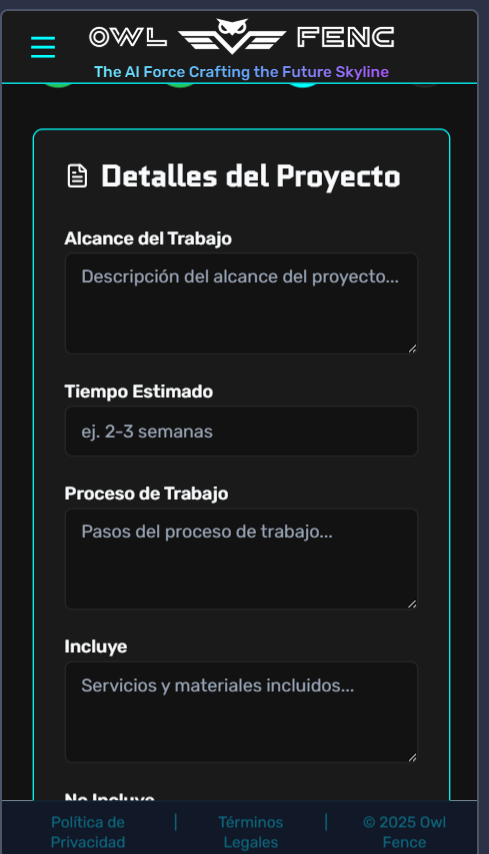 OWL FENC
The AI Force Crafting the Future Skyline
Detalles del Proyecto
Alcance del Trabajo
Descripción del alcance del proyecto...
Tiempo Estimado
ej. 2-3 semanas
Proceso de Trabajo
Pasos del proceso de trabajo...
Incluye
Servicios y materiales incluidos...
No Incluye
Política de Privacidad | Términos Legales | © 2025 Owl Fence